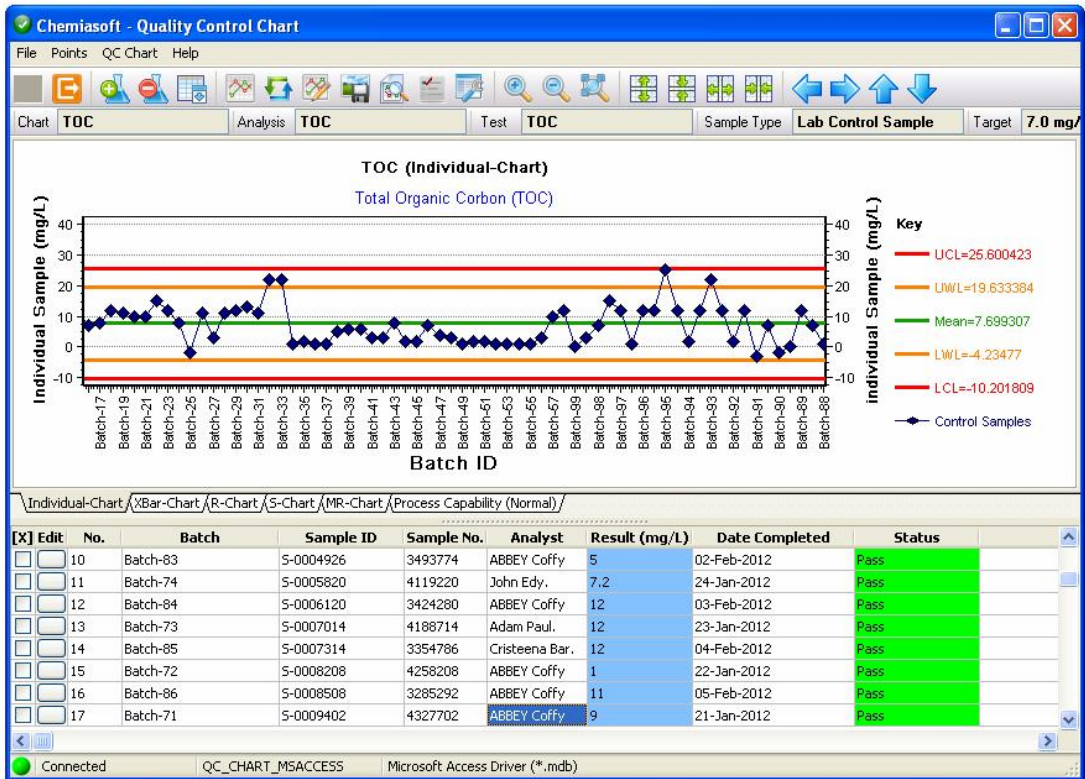 Chemiasoft - Quality Control Chart
File Points QC Chart Help
Chart TOC Analysis TOC Test TOC Sample Type Lab Control Sample Target 7.0 mg/
TOC (Individual-Chart)
Total Organic Corbon (TOC)
Individual Sample (mg/L)
40
30
20
10
0
-10
Batch-17 Batch-19 Batch-21 Batch-23 Batch-25 Batch-27 Batch-29 Batch-31 Batch-33 Batch-35 Batch-37 Batch-39 Batch-41 Batch-43 Batch-45 Batch-47 Batch-49 Batch-51 Batch-53 Batch-55 Batch-57 Batch-99 Batch-98 Batch-97 Batch-96 Batch-95 Batch-94 Batch-93 Batch-92 Batch-91 Batch-90 Batch-89 Batch-88
Batch ID
40
30
20
10
0
-10
individual Sample (mg/L)
Key
UCL=25.600423
UWL=19.633384
Mean=7.699307
LWL=-4.23477
LCL=-10.201809
Control Samples
Individual-Chart XBar-Chart R-Chart S-Chart MR-Chart Process Capability (Normal)
[X] Edit No. Batch Sample ID Sample No. Analyst Result (mg/L) Date Completed Status
10 Batch-83 S-0004926 3493774 ABBEY Coffy 5 02-Feb-2012 Pass
11 Batch-74 S-0005820 4119220 John Edy. 7.2 24-Jan-2012 Pass
12 Batch-84 S-0006120 3424280 ABBEY Coffy 12 03-Feb-2012 Pass
13 Batch-73 S-0007014 4188714 Adam Paul. 12 23-Jan-2012 Pass
14 Batch-85 S-0007314 3354786 Cristeena Bar. 12 04-Feb-2012 Pass
15 Batch-72 S-0008208 4258208 ABBEY Coffy 1 22-Jan-2012 Pass
16 Batch-86 S-0008508 3285292 ABBEY Coffy 11 05-Feb-2012 Pass
17 Batch-71 S-0009402 4327702 ABBEY Coffy 9 21-Jan-2012 Pass
Connected QC_CHART_MSACCESS Microsoft Access Driver (*.mdb)